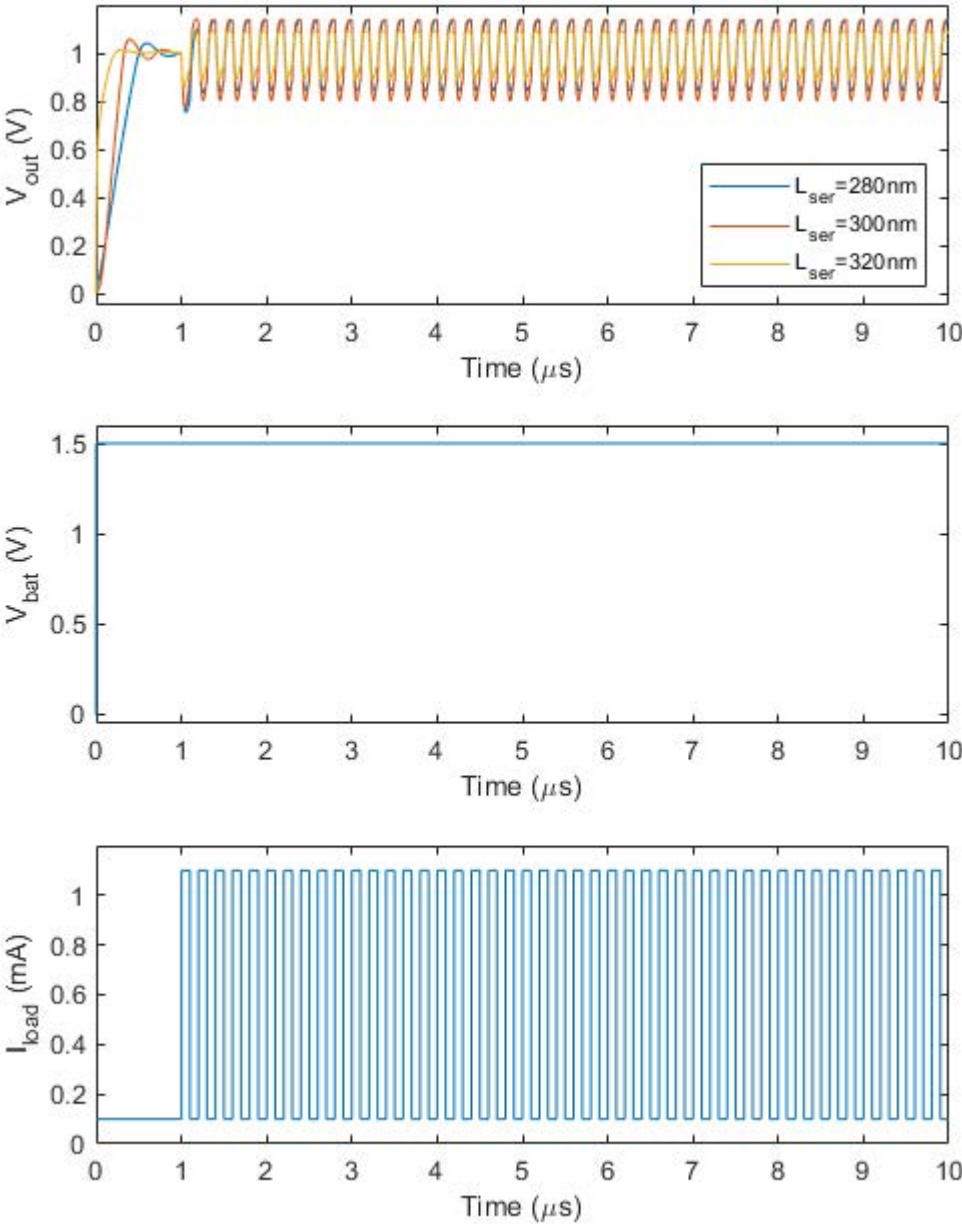 1
0.8
0.6
0.4
0.2
0
V_out (V)
L_ser=280nm
L_ser=300nm
L_ser=320nm
0 1 2 3 4 5 6 7 8 9 10
Time (μs)
1.5
1
0.5
0
V_bat (V)
0 1 2 3 4 5 6 7 8 9 10
Time (μs)
1
0.8
0.6
0.4
0.2
0
I_load (mA)
0 1 2 3 4 5 6 7 8 9 10
Time (μs)